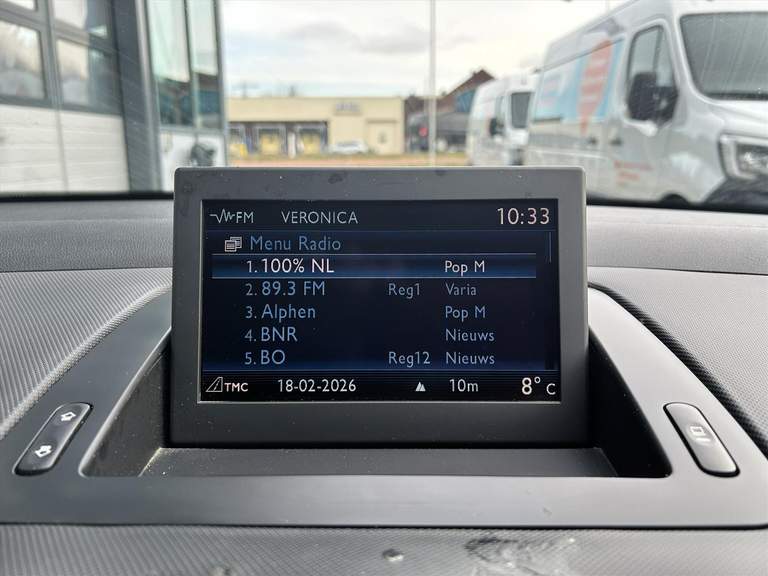 FM VERONICA 10:33
Menu Radio
1. 100% NL Pop M
2. 89.3 FM Reg1 Varia
3. Alphen Pop M
4. BNR Nieuws
5. BO Reg12 Nieuws
TMC 18-02-2026 10m 8° C